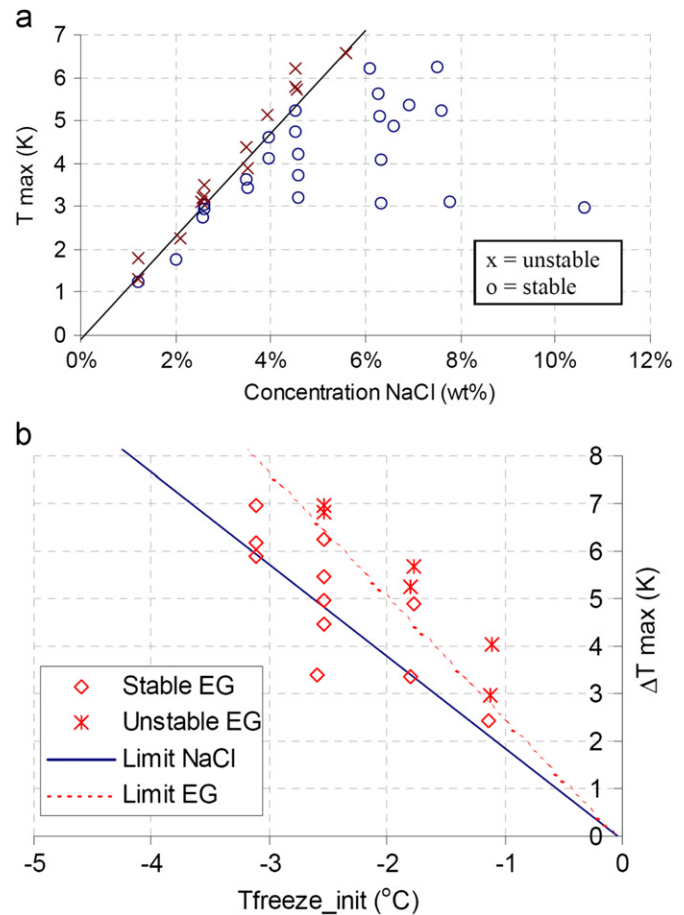 a
7
6
5
4
3
2
1
0
T max (K)
x = unstable
o = stable
0% 2% 4% 6% 8% 10% 12%
Concentration NaCl (wt%)
b
8
7
6
5
4
3
2
1
0
ΔT max (K)
Stable EG
Unstable EG
Limit NaCl
Limit EG
-5 -4 -3 -2 -1 0
Tfreeze_init (°C)